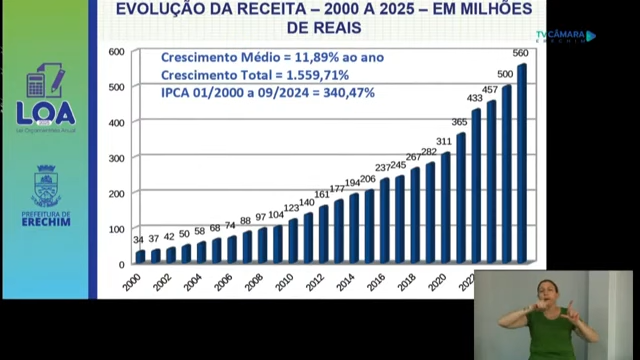 EVOLUÇÃO DA RECEITA – 2000 A 2025 – EM MILHÕES
DE REAIS
TV CÂMARA
ERECHIM
LOA
Lei Orçamentária Anual
PREFEITURA DE
ERECHIM
Crescimento Médio = 11,89% ao ano
Crescimento Total = 1.559,71%
IPCA 01/2000 a 09/2024 = 340,47%
600
500
400
300
200
100
0
34 37 42 50 58 68 74 88 97 104 123 140 161 177 194 206 237 245 267 282 311 365 433 457 500 560
2000 2002 2004 2006 2008 2010 2012 2014 2016 2018 2020